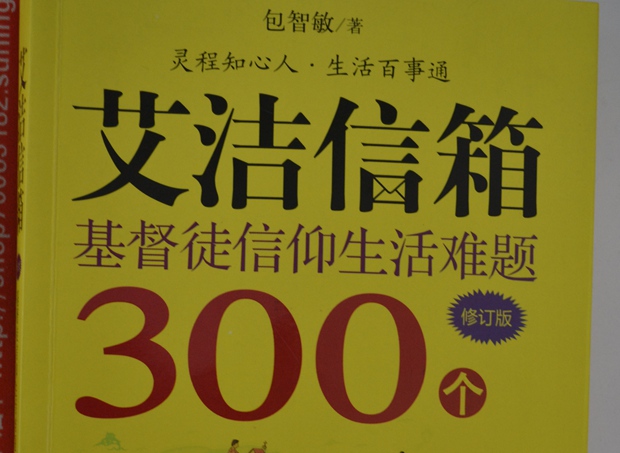 包智敏/著
灵程知心人·生活百事通
艾洁信箱
基督徒信仰生活难题
300个
修订版